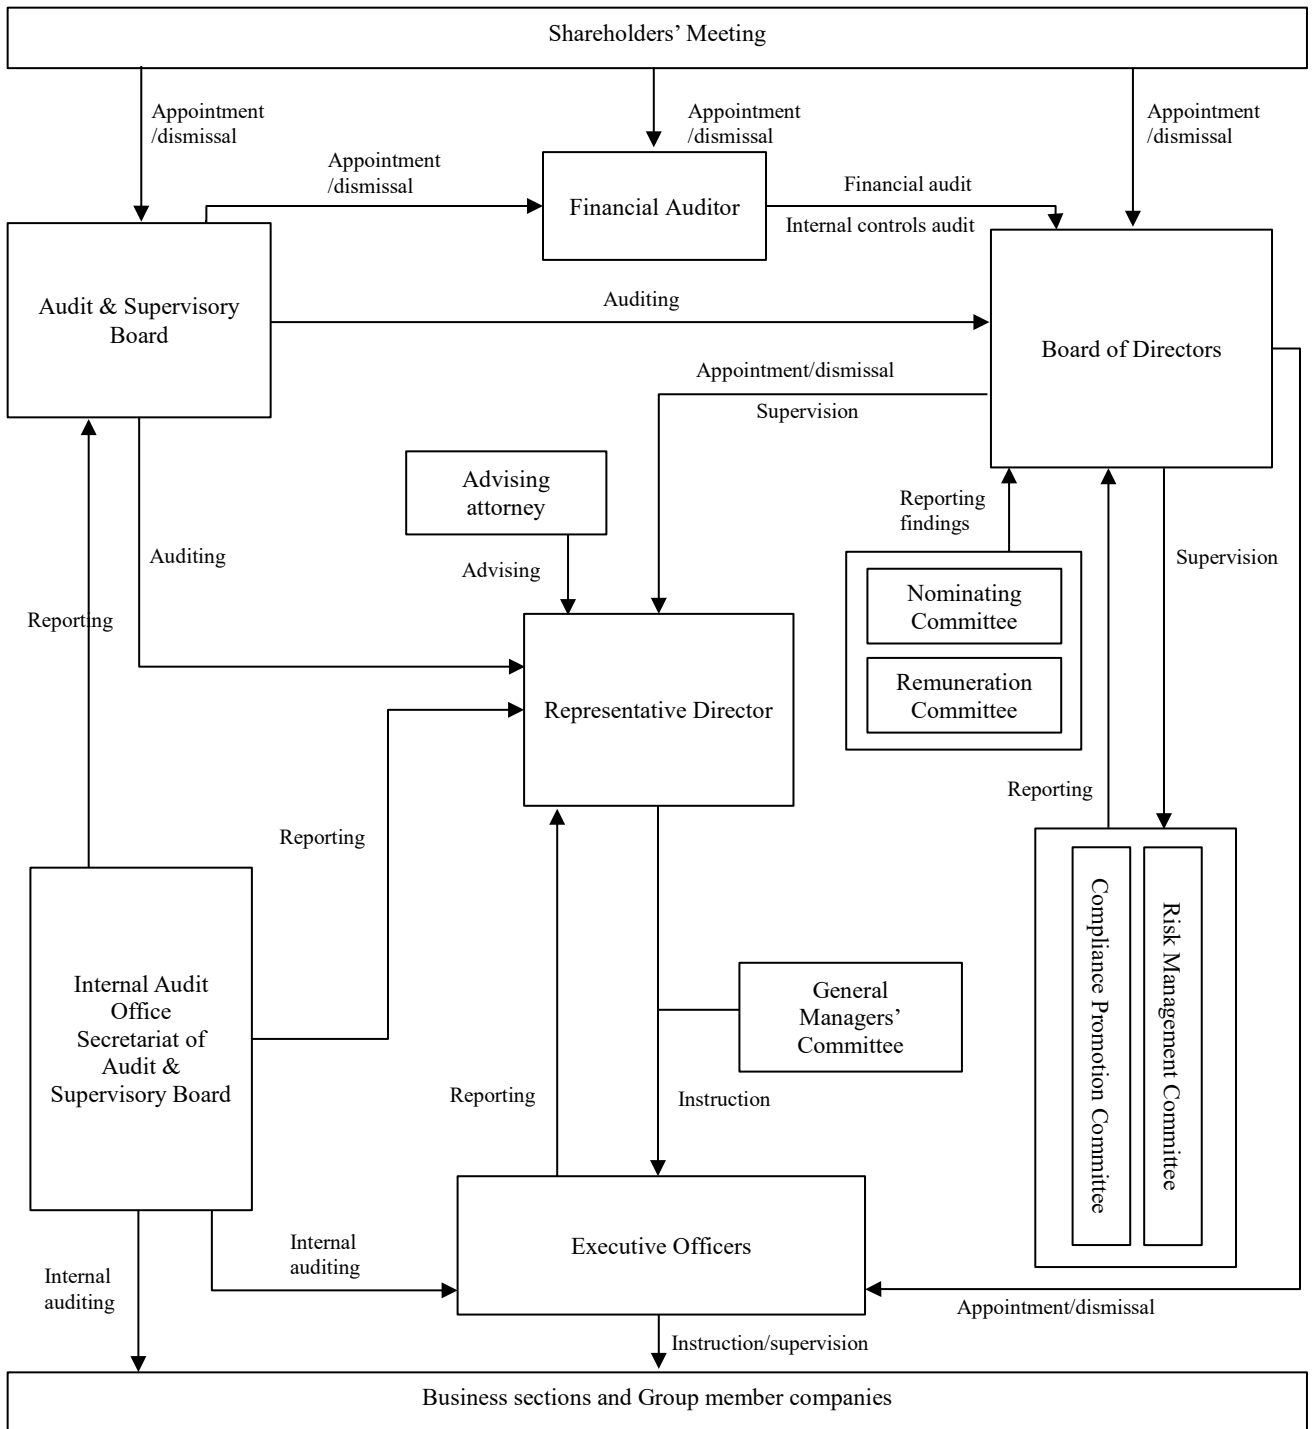 Shareholders’ Meeting
Appointment
/dismissal
Appointment
/dismissal
Appointment
/dismissal
Appointment
/dismissal
Financial Auditor
Financial audit
Internal controls audit
Audit & Supervisory
Board
Auditing
Board of Directors
Appointment/dismissal
Supervision
Advising
attorney
Reporting
findings
Auditing
Advising
Supervision
Nominating
Committee
Reporting
Remuneration
Committee
Representative Director
Reporting
Reporting
Compliance Promotion Committee
Risk Management Committee
Internal Audit
Office
Secretariat of
Audit &
Supervisory Board
General
Managers’
Committee
Reporting
Instruction
Executive Officers
Internal
auditing
Internal
auditing
Appointment/dismissal
Instruction/supervision
Business sections and Group member companies